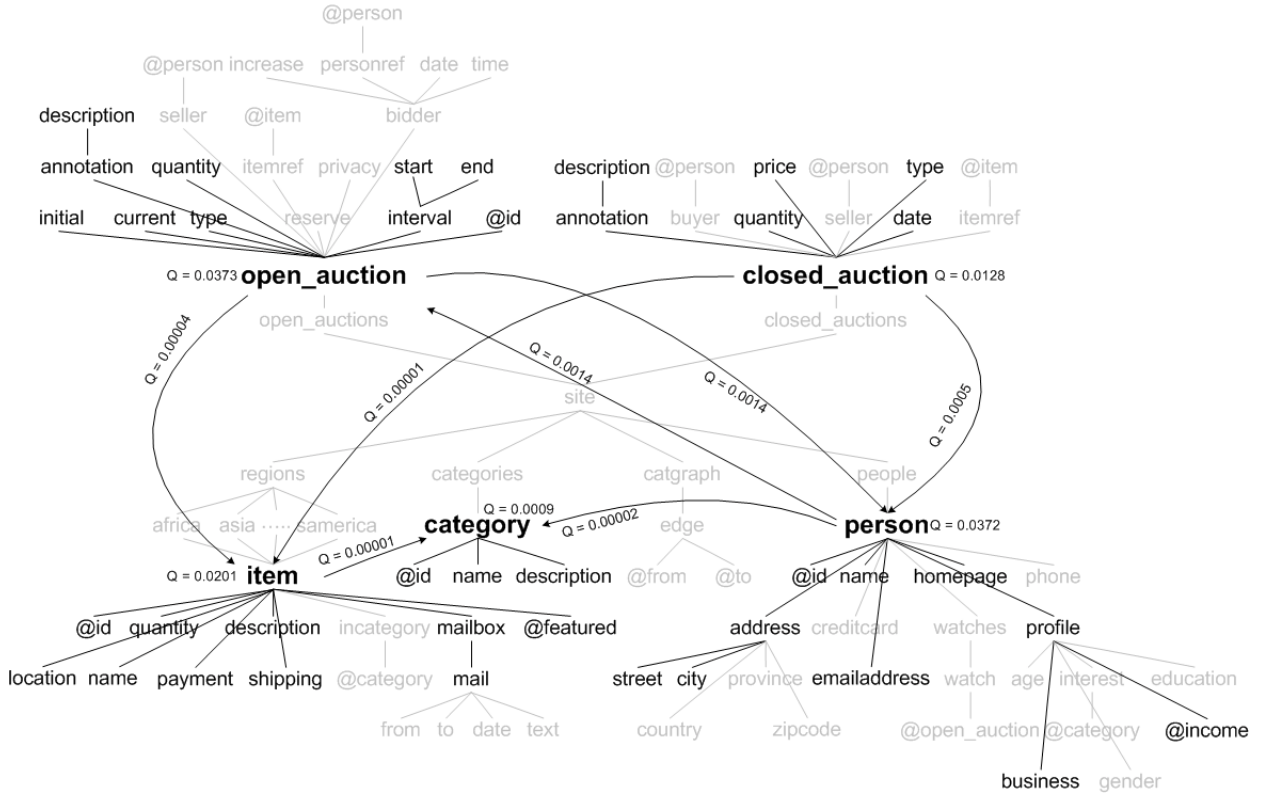 @person
@person increase personref date time
description seller @item bidder
annotation quantity itemref privacy start end description @person price @person type @item
initial current type reserve interval @id annotation buyer quantity seller date itemref
Q = 0.0373 open_auction closed_auction Q = 0.0128
open_auctions closed_auctions
Q = 0.00004 Q = 0.00001 Q = 0.0014 Q = 0.0014 Q = 0.0005
site
regions categories catgraph people
africa asia ..... samerica category Q = 0.0009 Q = 0.00002 edge person Q = 0.0372
Q = 0.00001
Q = 0.0201 item @id name description @from @to @id name homepage phone
@id quantity description incategory mailbox @featured address creditcard watches profile
location name payment shipping @category mail street city province emailaddress watch age interest education
from to date text country zipcode @open_auction @category @income
business gender